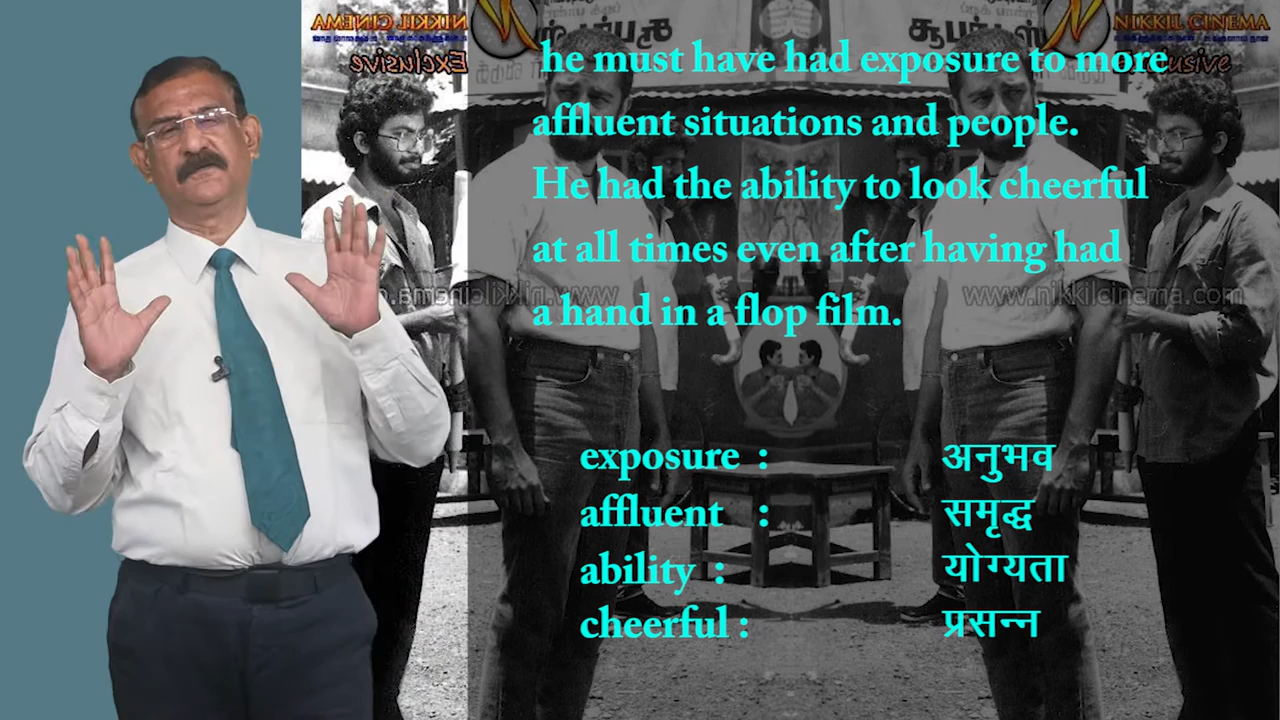 NIKKIL CINEMA
Exclusive
NIKKIL CINEMA
he must have had exposure to more
affluent situations and people.
He had the ability to look cheerful
at all times even after having had
a hand in a flop film.
www.nikkilcinema.com
exposure : अनुभव
affluent : समृद्ध
ability : योग्यता
cheerful : प्रसन्न